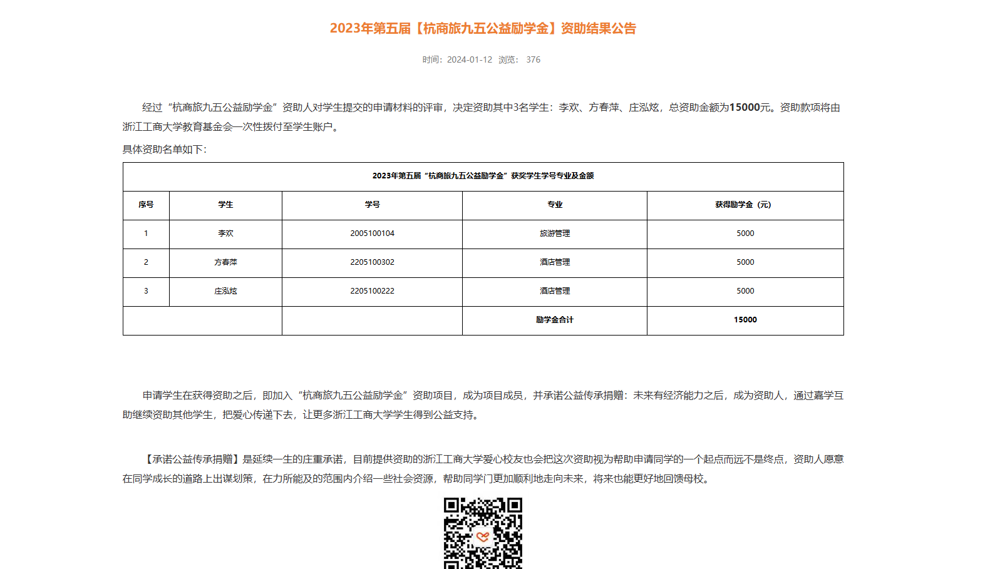 2023年第五届【杭商旅九五公益励学金】资助结果公告
时间：2024-01-12 浏览： 376
经过“杭商旅九五公益励学金”资助人对学生提交的申请材料的评审，决定资助其中3名学生：李欢、方春萍、庄泓炫，总资助金额为15000元。资助款项将由
浙江工商大学教育基金会一次性拨付至学生账户。
具体资助名单如下：
2023年第五届“杭商旅九五公益励学金”获奖学生学号专业及金额
序号 学生 学号 专业 获得励学金（元）
1 李欢 2005100104 旅游管理 5000
2 方春萍 2205100302 酒店管理 5000
3 庄泓炫 2205100222 酒店管理 5000
励学金合计 15000
申请学生在获得资助之后，即加入“杭商旅九五公益励学金”资助项目，成为项目成员，并承诺公益传承捐赠：未来有经济能力之后，成为资助人，通过嘉学互
助继续资助其他学生，把爱心传递下去，让更多浙江工商大学学生得到公益支持。
【承诺公益传承捐赠】是延续一生的庄重承诺，目前提供资助的浙江工商大学爱心校友也会把这次资助视为帮助申请同学的一个起点而远不是终点，资助人愿意
在同学成长的道路上出谋划策，在力所能及的范围内介绍一些社会资源，帮助同学门更加顺利地走向未来，将来也能更好地回馈母校。